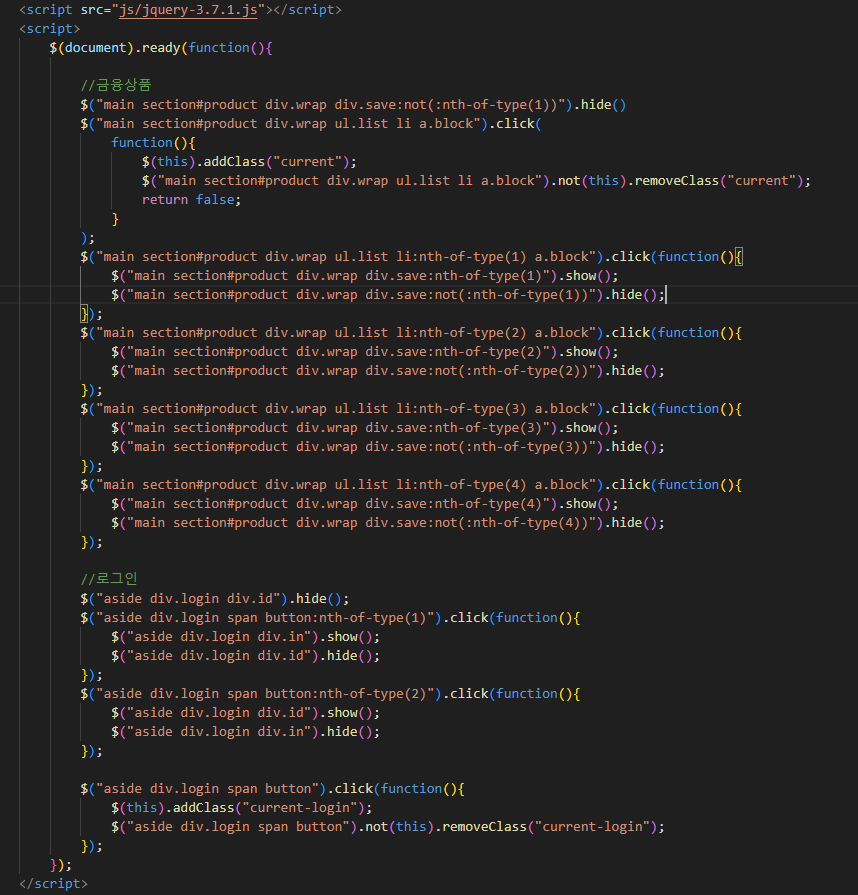 <script src="js/jquery-3.7.1.js"></script>
<script>
$(document).ready(function(){
//금융상품
$("main section#product div.wrap div.save:not(:nth-of-type(1))").hide()
$("main section#product div.wrap ul.list li a.block").click(
function(){
$(this).addClass("current");
$("main section#product div.wrap ul.list li a.block").not(this).removeClass("current");
return false;
}
);
$("main section#product div.wrap ul.list li:nth-of-type(1) a.block").click(function(){
$("main section#product div.wrap div.save:nth-of-type(1)").show();
$("main section#product div.wrap div.save:not(:nth-of-type(1))").hide();
});
$("main section#product div.wrap ul.list li:nth-of-type(2) a.block").click(function(){
$("main section#product div.wrap div.save:nth-of-type(2)").show();
$("main section#product div.wrap div.save:not(:nth-of-type(2))").hide();
});
$("main section#product div.wrap ul.list li:nth-of-type(3) a.block").click(function(){
$("main section#product div.wrap div.save:nth-of-type(3)").show();
$("main section#product div.wrap div.save:not(:nth-of-type(3))").hide();
});
$("main section#product div.wrap ul.list li:nth-of-type(4) a.block").click(function(){
$("main section#product div.wrap div.save:nth-of-type(4)").show();
$("main section#product div.wrap div.save:not(:nth-of-type(4))").hide();
});
//로그인
$("aside div.login div.id").hide();
$("aside div.login span button:nth-of-type(1)").click(function(){
$("aside div.login div.in").show();
$("aside div.login div.id").hide();
});
$("aside div.login span button:nth-of-type(2)").click(function(){
$("aside div.login div.id").show();
$("aside div.login div.in").hide();
});
$("aside div.login span button").click(function(){
$(this).addClass("current-login");
$("aside div.login span button").not(this).removeClass("current-login");
});
});
</script>